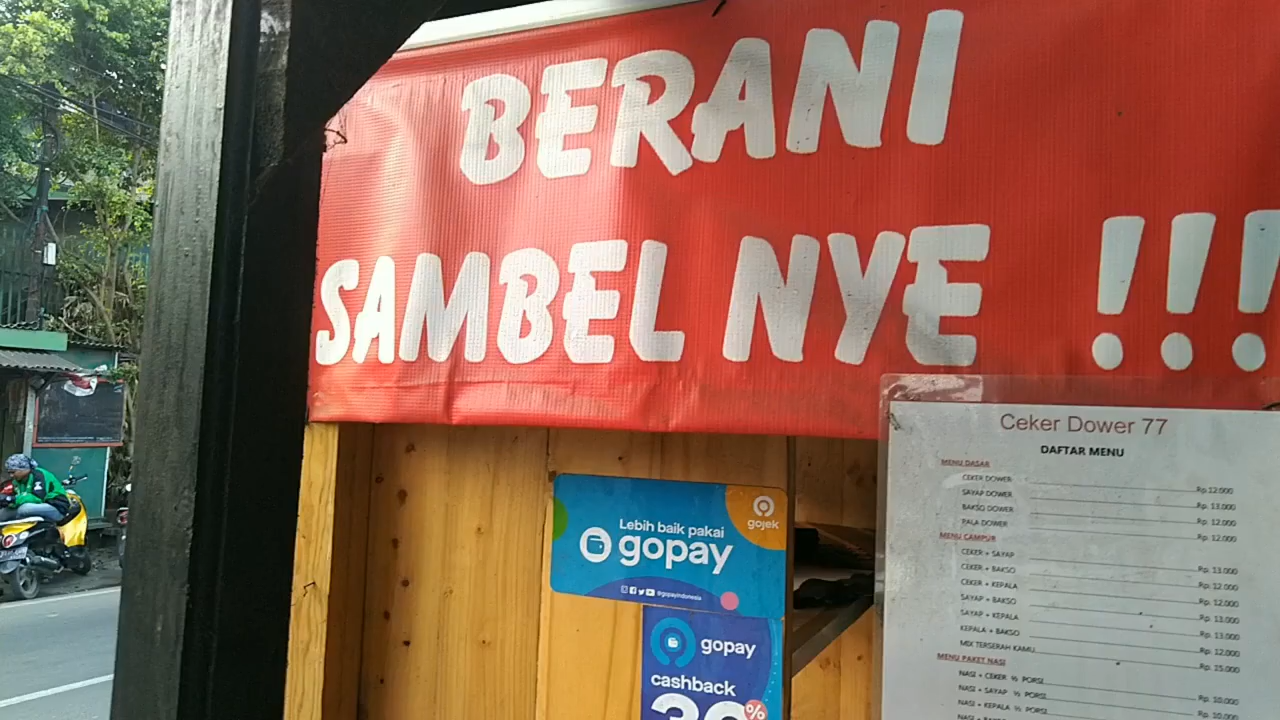 BERANI
SAMBEL NYE !!!
Ceker Dower 77
DAFTAR MENU
MENU DASAR
CEKER DOWER Rp.12.000
SAYAP DOWER Rp. 13.000
BAKSO DOWER Rp. 12.000
PALA DOWER Rp. 12.000
MENU CAMPUR
CEKER + SAYAP Rp. 13.000
CEKER + BAKSO Rp. 12.000
CEKER + KEPALA Rp. 12.000
SAYAP + BAKSO Rp. 13.000
SAYAP + KEPALA Rp. 13.000
KEPALA + BAKSO Rp. 12.000
MIX TERSERAH KAMU Rp. 15.000
MENU PAKET NASI
NASI + CEKER ½ PORSI Rp. 10.000
NASI + SAYAP ½ PORSI Rp. 10.000
NASI + KEPALA ½ PORSI
gojek
Lebih baik pakai
gopay
@gopayindonesia
gopay
cashback
%